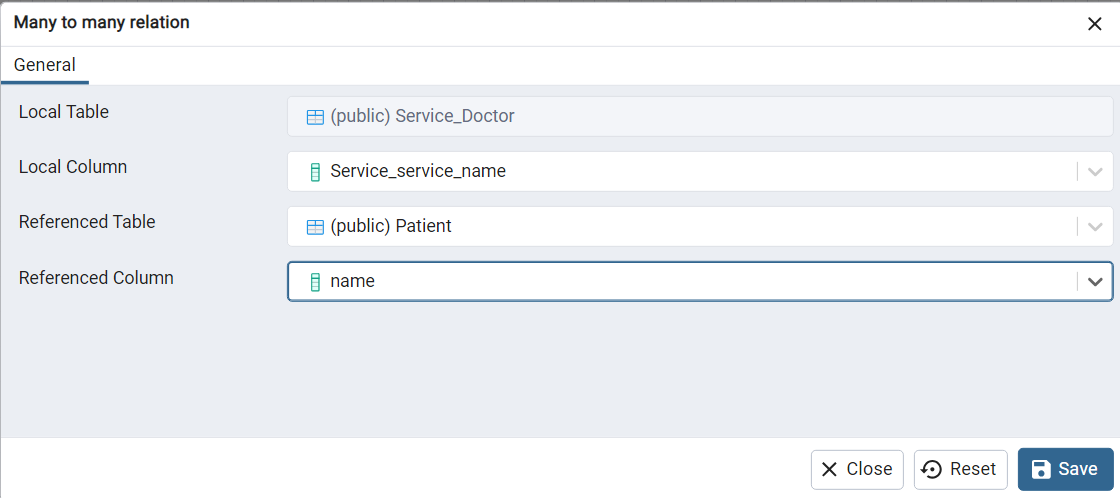 Many to many relation
General
Local Table (public) Service_Doctor
Local Column Service_service_name
Referenced Table (public) Patient
Referenced Column name
Close Reset Save